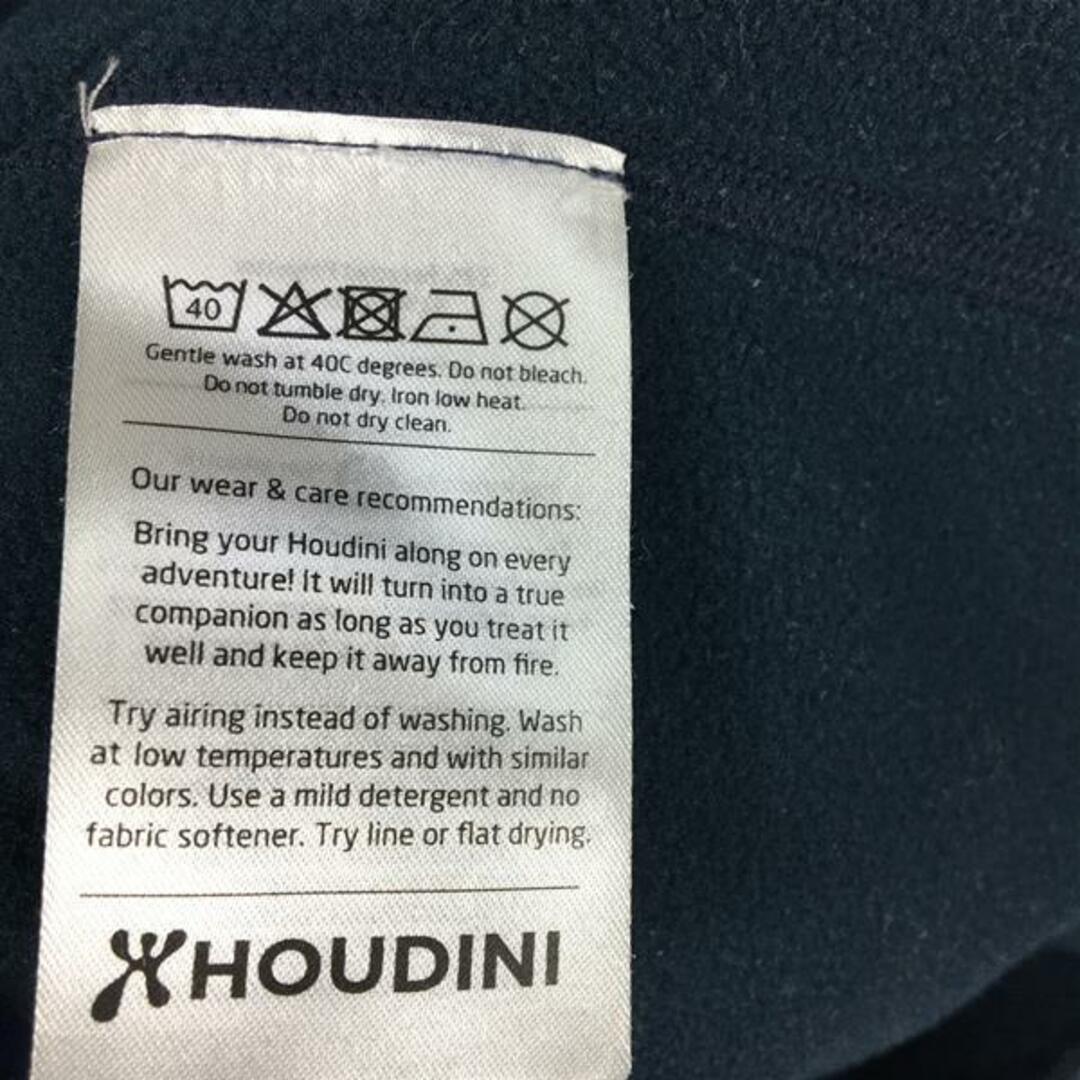 40
Gentle wash at 40C degrees. Do not bleach.
Do not tumble dry. Iron low heat.
Do not dry clean.
Our wear & care recommendations:
Bring your Houdini along on every
adventure! It will turn into a true
companion as long as you treat it
well and keep it away from fire.
Try airing instead of washing. Wash
at low temperatures and with similar
colors. Use a mild detergent and no
fabric softener. Try line or flat drying.
HOUDINI